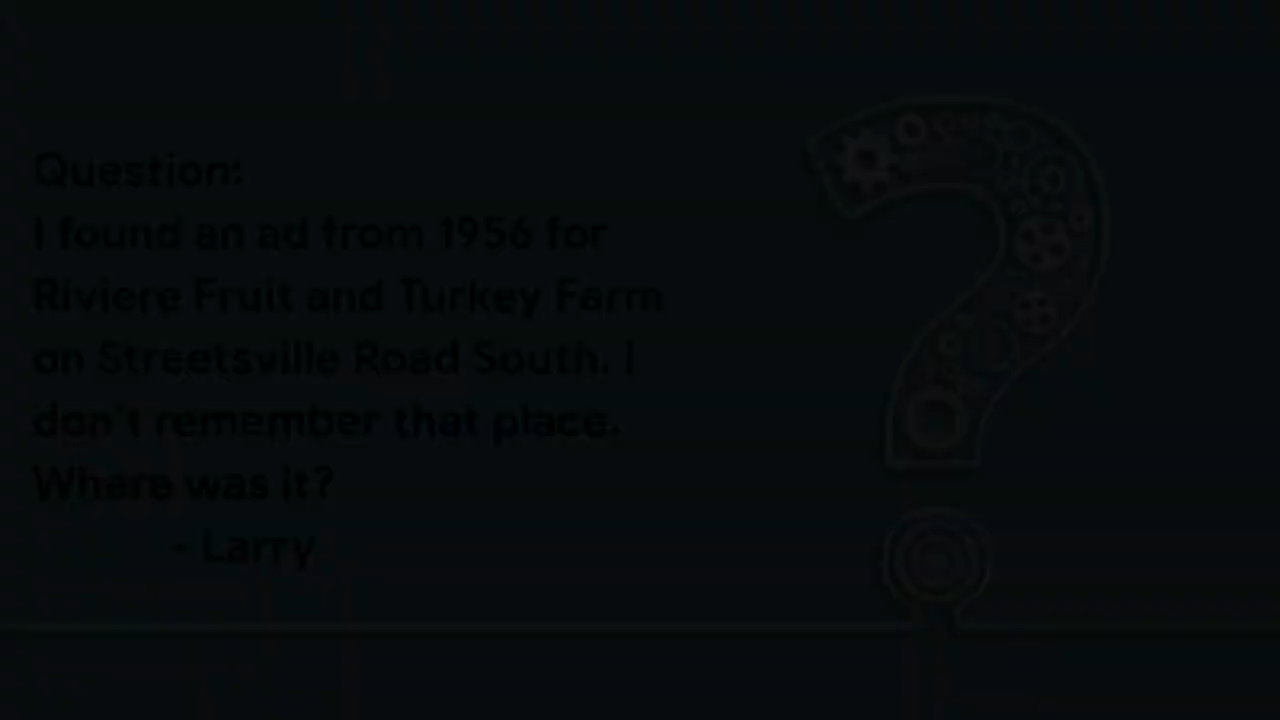 Question:
I found an ad from 1956 for
Riviere Fruit and Turkey Farm
on Streetsville Road South. I
don't remember that place.
Where was it?
- Larry